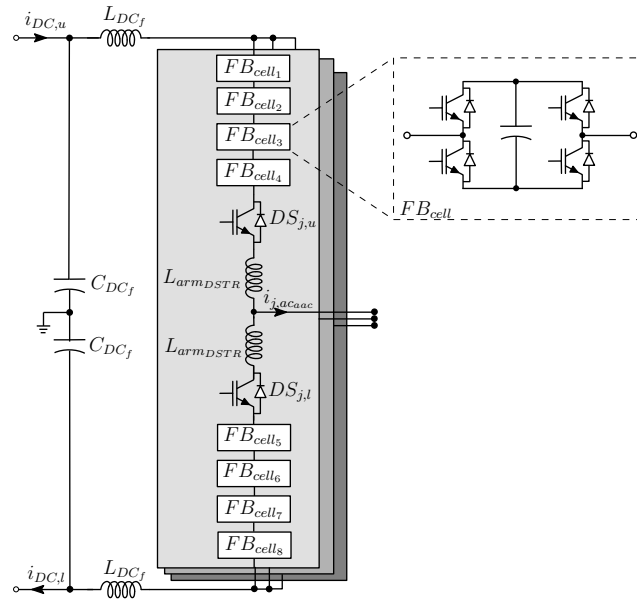 i_{DC,u}
L_{DC_f}
FB_{cell_1}
FB_{cell_2}
FB_{cell_3}
FB_{cell_4}
FB_{cell}
DS_{j,u}
L_{arm_{DSTR}}
i_{j,ac_{aac}}
C_{DC_f}
C_{DC_f}
L_{arm_{DSTR}}
DS_{j,l}
FB_{cell_5}
FB_{cell_6}
FB_{cell_7}
FB_{cell_8}
i_{DC,l}
L_{DC_f}